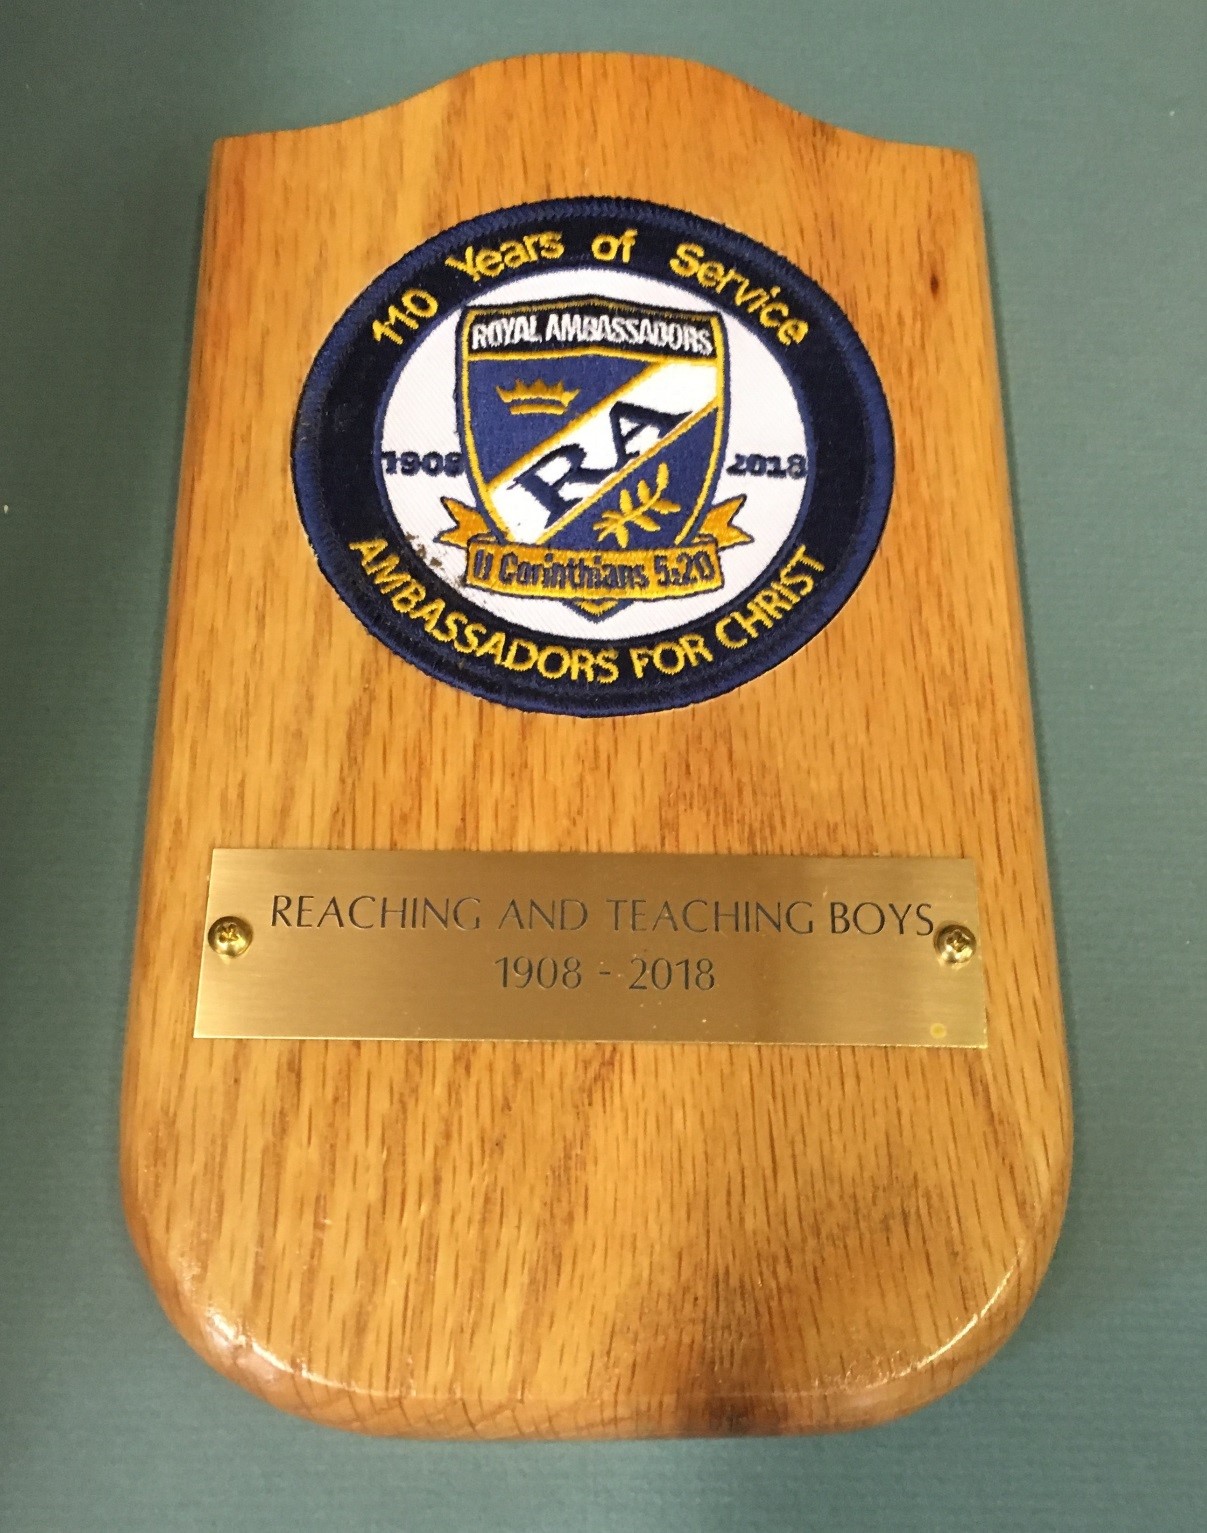 110 Years of Service
ROYAL AMBASSADORS
RA
1908 2018
II Corinthians 5:20
AMBASSADORS FOR CHRIST
REACHING AND TEACHING BOYS
1908 - 2018